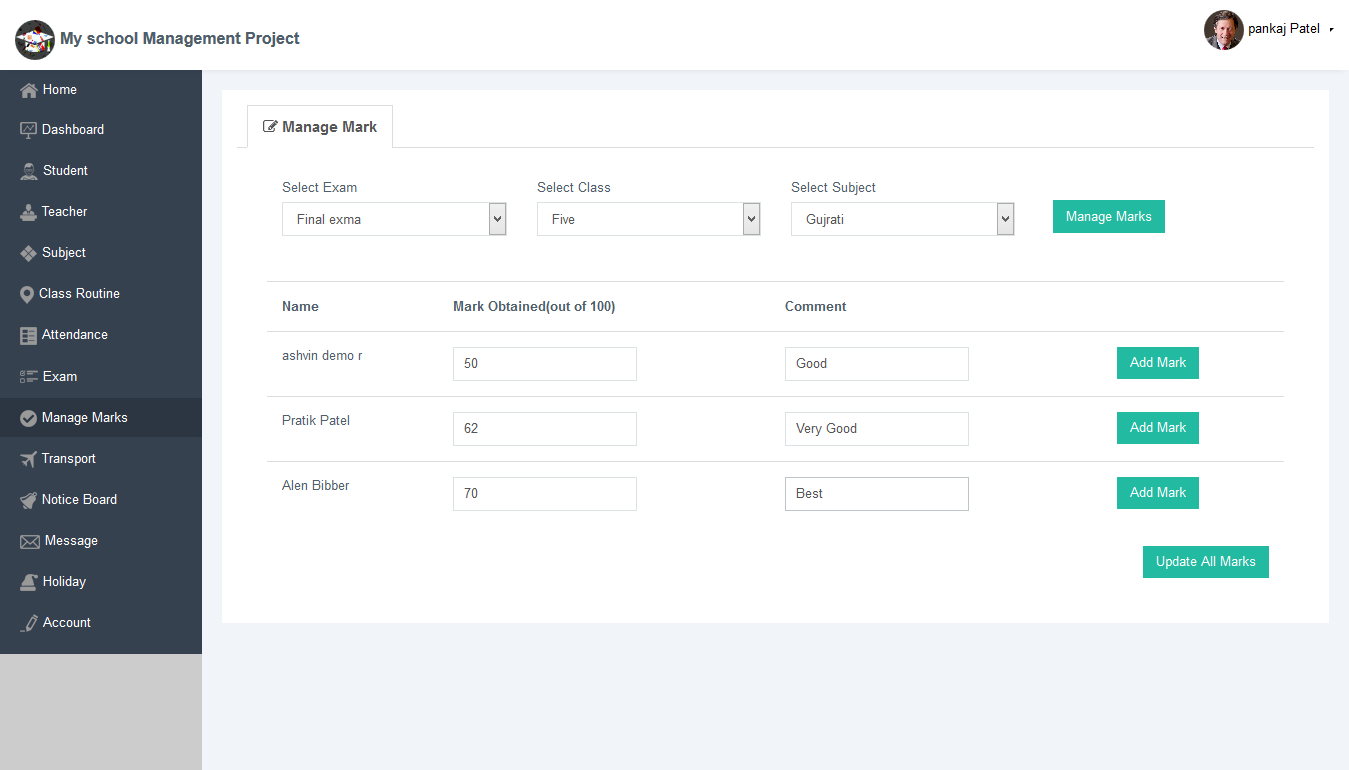 My school Management Project
pankaj Patel
Home
Dashboard
Student
Teacher
Subject
Class Routine
Attendance
Exam
Manage Marks
Transport
Notice Board
Message
Holiday
Account
Manage Mark
Select Exam Select Class Select Subject
Final exma Five Gujrati Manage Marks
Name Mark Obtained(out of 100) Comment
ashvin demo r 50 Good Add Mark
Pratik Patel 62 Very Good Add Mark
Alen Bibber 70 Best Add Mark
Update All Marks